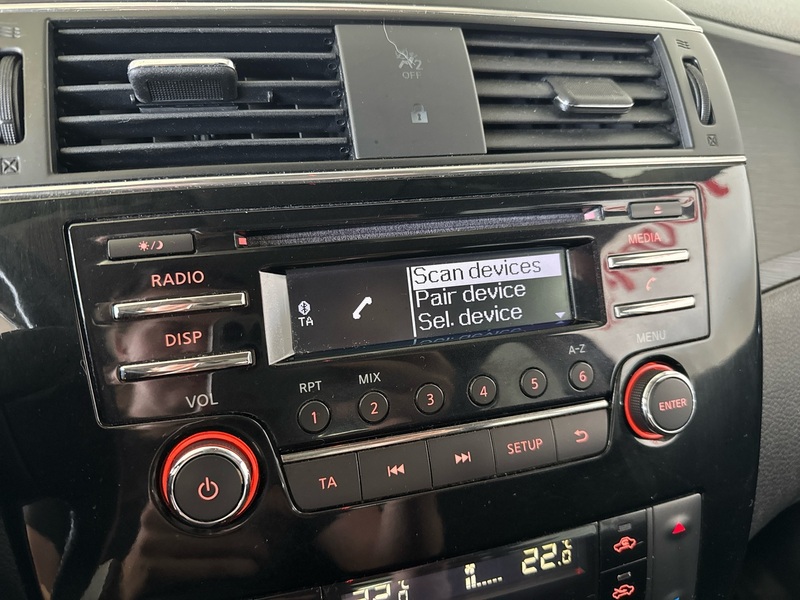 2
OFF
MEDIA
RADIO
Scan devices
Pair device
TA
Sel. device
DISP
MENU
VOL
RPT
MIX
A-Z
1
2
3
4
5
6
ENTER
TA
SETUP
22.0